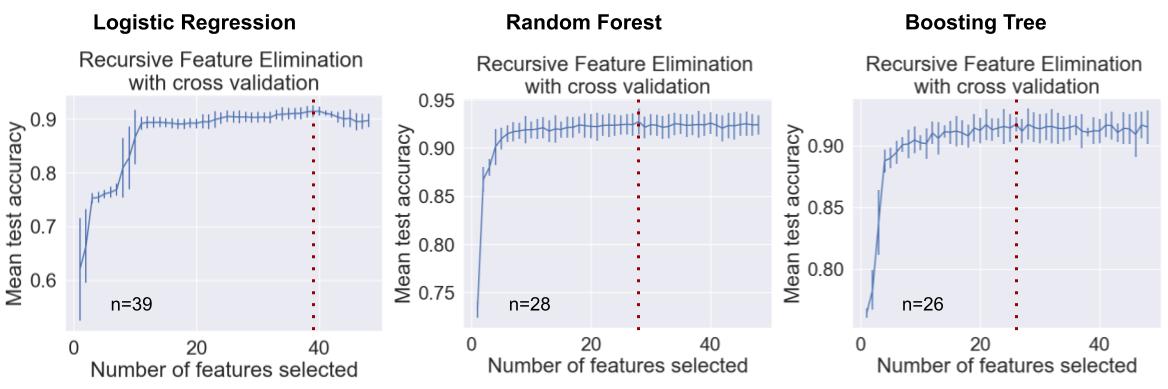 Logistic Regression
Recursive Feature Elimination
with cross validation
Mean test accuracy
0.9
0.8
0.7
0.6
n=39
0 20 40
Number of features selected
Random Forest
Recursive Feature Elimination
with cross validation
Mean test accuracy
0.95
0.90
0.85
0.80
0.75
n=28
0 20 40
Number of features selected
Boosting Tree
Recursive Feature Elimination
with cross validation
Mean test accuracy
0.90
0.85
0.80
n=26
0 20 40
Number of features selected